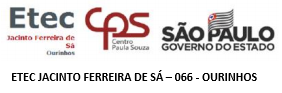 Etec
Jacinto Ferreira de
Sá
Ourinhos
CPS
Centro
Paula Souza
SÃO PAULO
GOVERNO DO ESTADO
ETEC JACINTO FERREIRA DE SÁ – 066 - OURINHOS